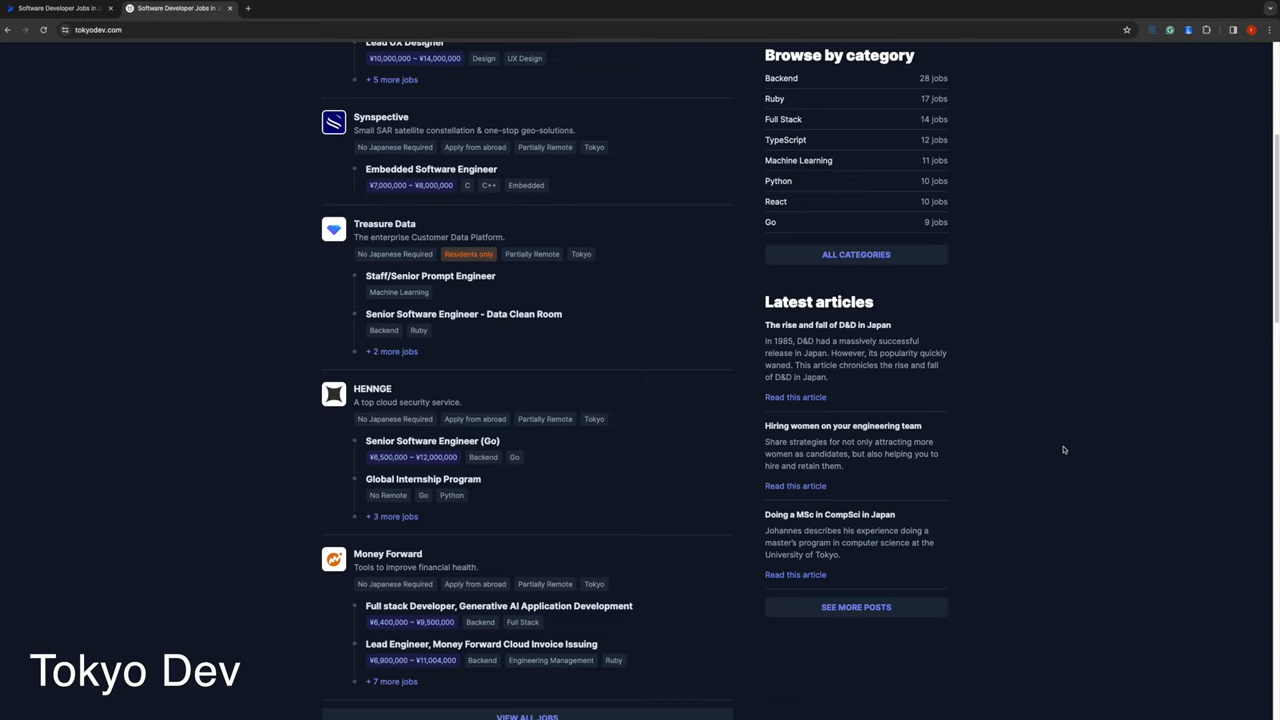 Software Developer Jobs in J
Software Developer Jobs in J
tokyodev.com
Lead UX Designer
¥10,000,000 ~ ¥14,000,000 Design UX Design
+ 5 more jobs
Synspective
Small SAR satellite constellation & one-stop geo-solutions.
No Japanese Required Apply from abroad Partially Remote Tokyo
Embedded Software Engineer
¥7,000,000 ~ ¥8,000,000 C C++ Embedded
Treasure Data
The enterprise Customer Data Platform.
No Japanese Required Residents only Partially Remote Tokyo
Staff/Senior Prompt Engineer
Machine Learning
Senior Software Engineer - Data Clean Room
Backend Ruby
+ 2 more jobs
HENNGE
A top cloud security service.
No Japanese Required Apply from abroad Partially Remote Tokyo
Senior Software Engineer (Go)
¥6,500,000 ~ ¥12,000,000 Backend Go
Global Internship Program
No Remote Go Python
+ 3 more jobs
Money Forward
Tools to improve financial health.
No Japanese Required Apply from abroad Partially Remote Tokyo
Full stack Developer, Generative AI Application Development
¥6,400,000 ~ ¥9,500,000 Backend Full Stack
Lead Engineer, Money Forward Cloud Invoice Issuing
¥6,900,000 ~ ¥11,004,000 Backend Engineering Management Ruby
+ 7 more jobs
VIEW ALL JOBS
Browse by category
Backend 28 jobs
Ruby 17 jobs
Full Stack 14 jobs
TypeScript 12 jobs
Machine Learning 11 jobs
Python 10 jobs
React 10 jobs
Go 9 jobs
ALL CATEGORIES
Latest articles
The rise and fall of D&D in Japan
In 1985, D&D had a massively successful
release in Japan. However, its popularity quickly
waned. This article chronicles the rise and fall
of D&D in Japan.
Read this article
Hiring women on your engineering team
Share strategies for not only attracting more
women as candidates, but also helping you to
hire and retain them.
Read this article
Doing a MSc in CompSci in Japan
Johannes describes his experience doing a
master's program in computer science at the
University of Tokyo.
Read this article
SEE MORE POSTS
Tokyo Dev